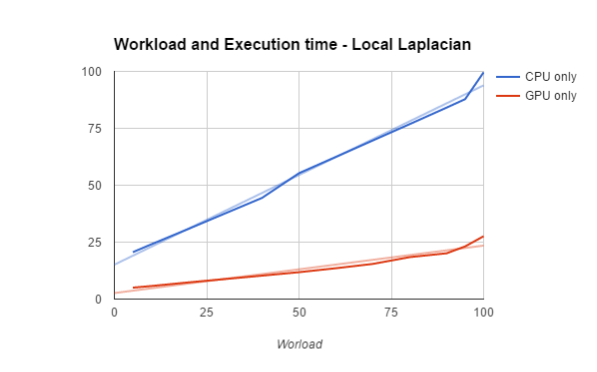 Workload and Execution time - Local Laplacian
100
75
50
25
0
0 25 50 75 100
Worload
CPU only
GPU only